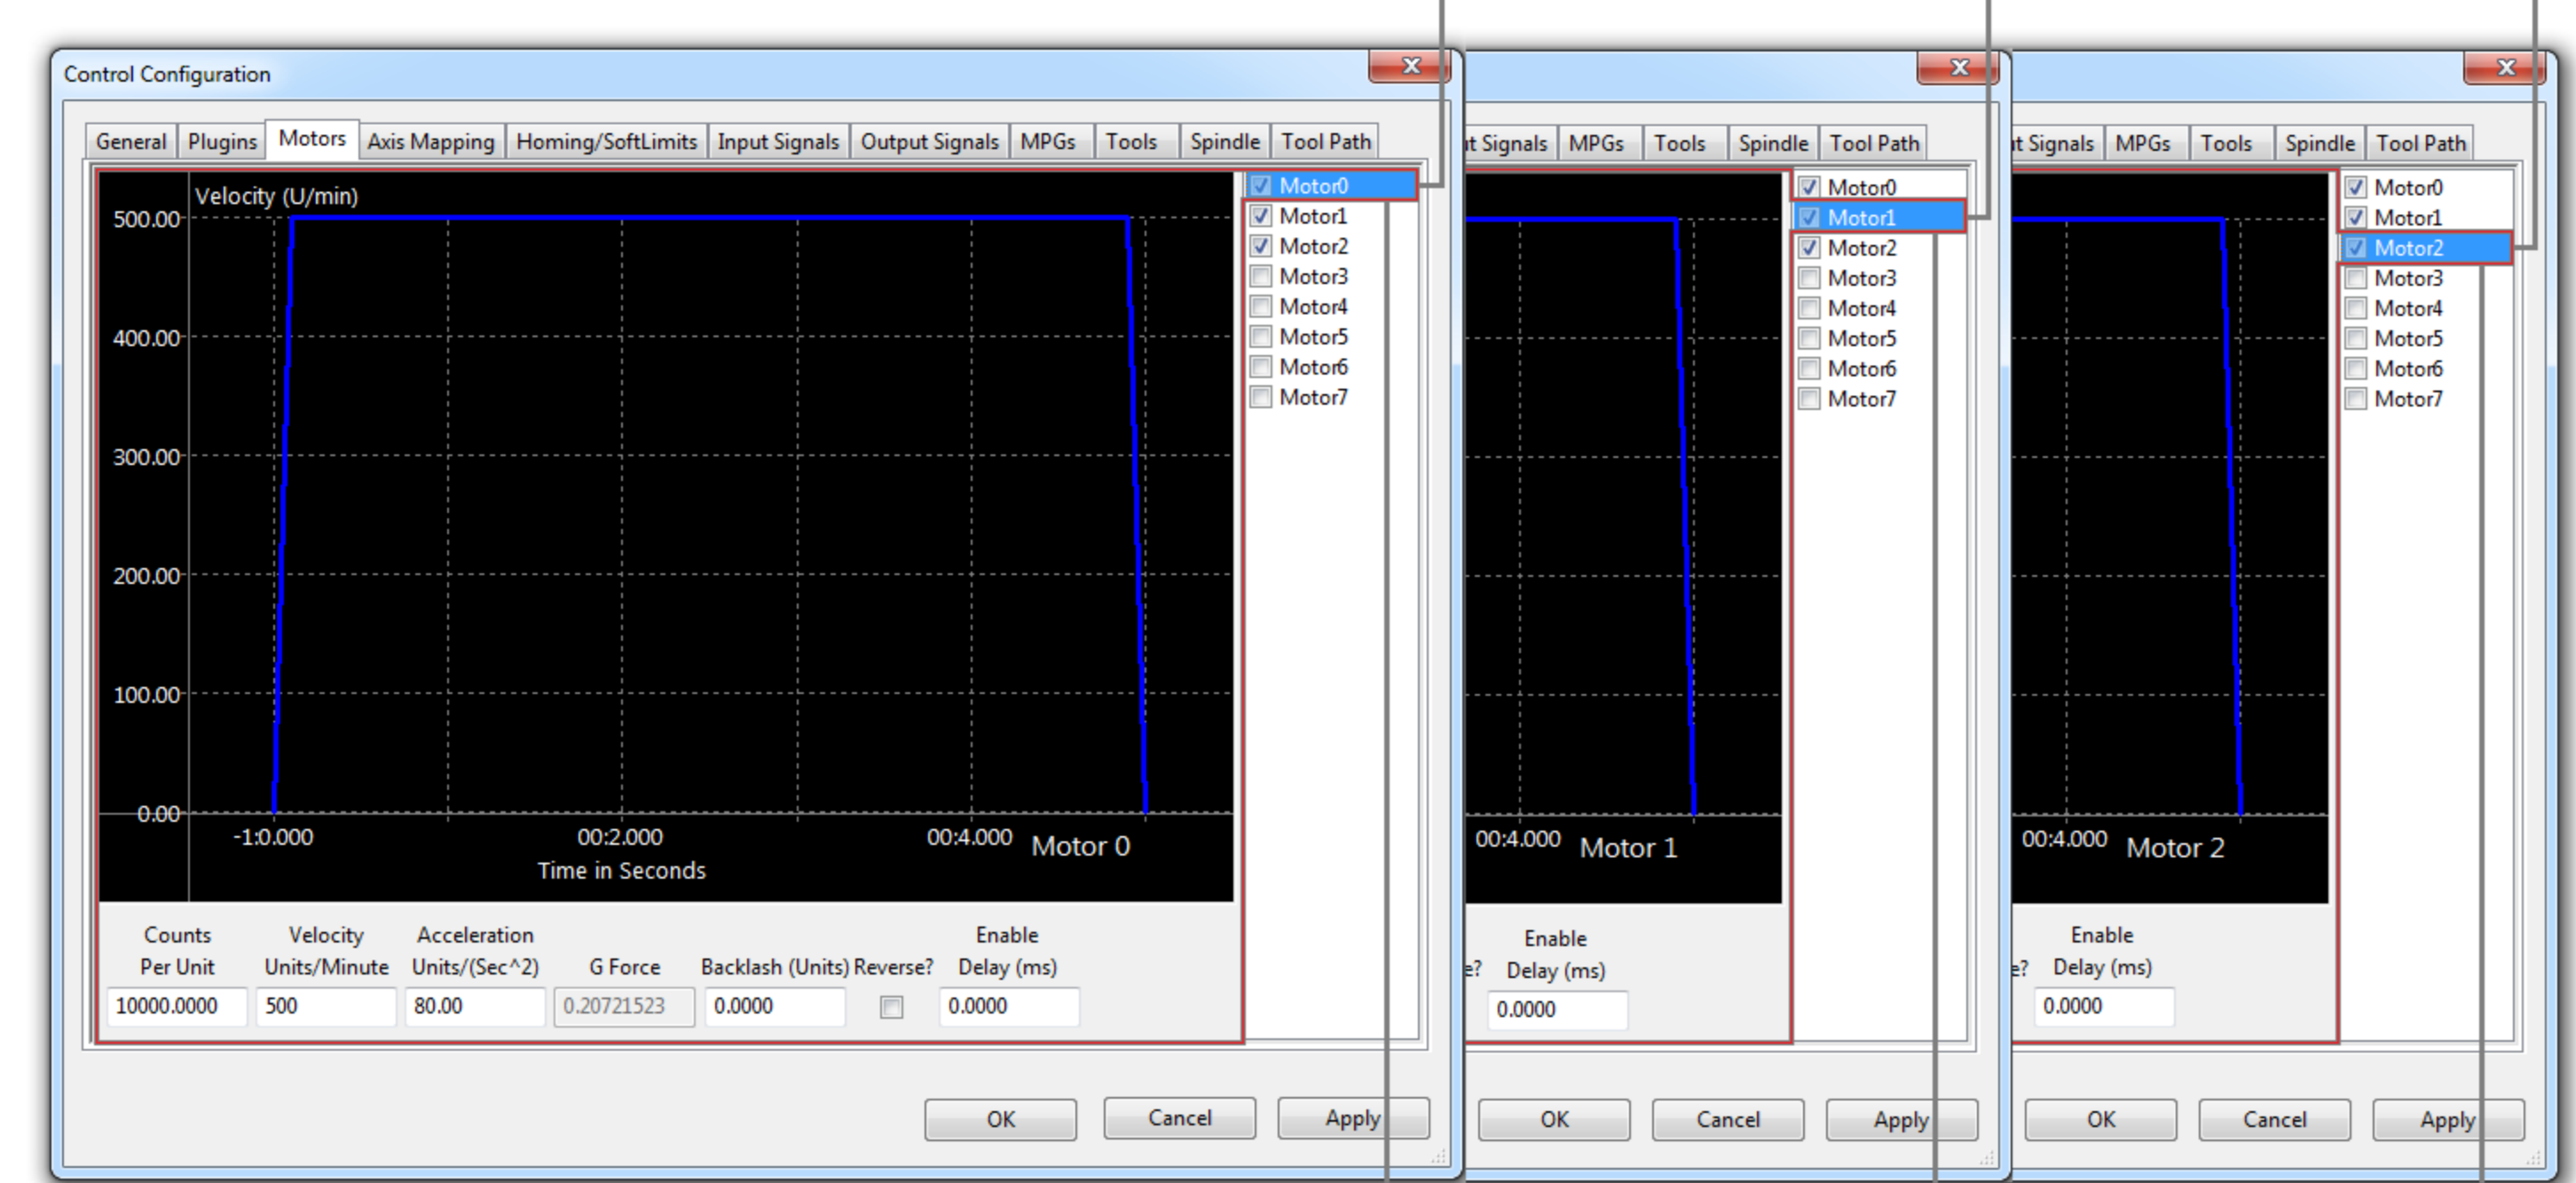 Control Configuration
General Plugins Motors Axis Mapping Homing/SoftLimits Input Signals Output Signals MPGs Tools Spindle Tool Path
Velocity (U/min)
500.00
400.00
300.00
200.00
100.00
0.00
-1:0.000 00:2.000 00:4.000 Motor 0
Time in Seconds
Motor0
Motor1
Motor2
Motor3
Motor4
Motor5
Motor6
Motor7
Counts Per Unit
Velocity Units/Minute
Acceleration Units/(Sec^2)
G Force
Backlash (Units)
Reverse?
Enable Delay (ms)
10000.0000 500 80.00 0.20721523 0.0000 0.0000
OK Cancel Apply
Signals MPGs Tools Spindle Tool Path
Motor0
Motor1
Motor2
Motor3
Motor4
Motor5
Motor6
Motor7
00:4.000 Motor 1
Enable
Delay (ms)
0.0000
OK Cancel Apply
Signals MPGs Tools Spindle Tool Path
Motor0
Motor1
Motor2
Motor3
Motor4
Motor5
Motor6
Motor7
00:4.000 Motor 2
Enable
Delay (ms)
0.0000
OK Cancel Apply